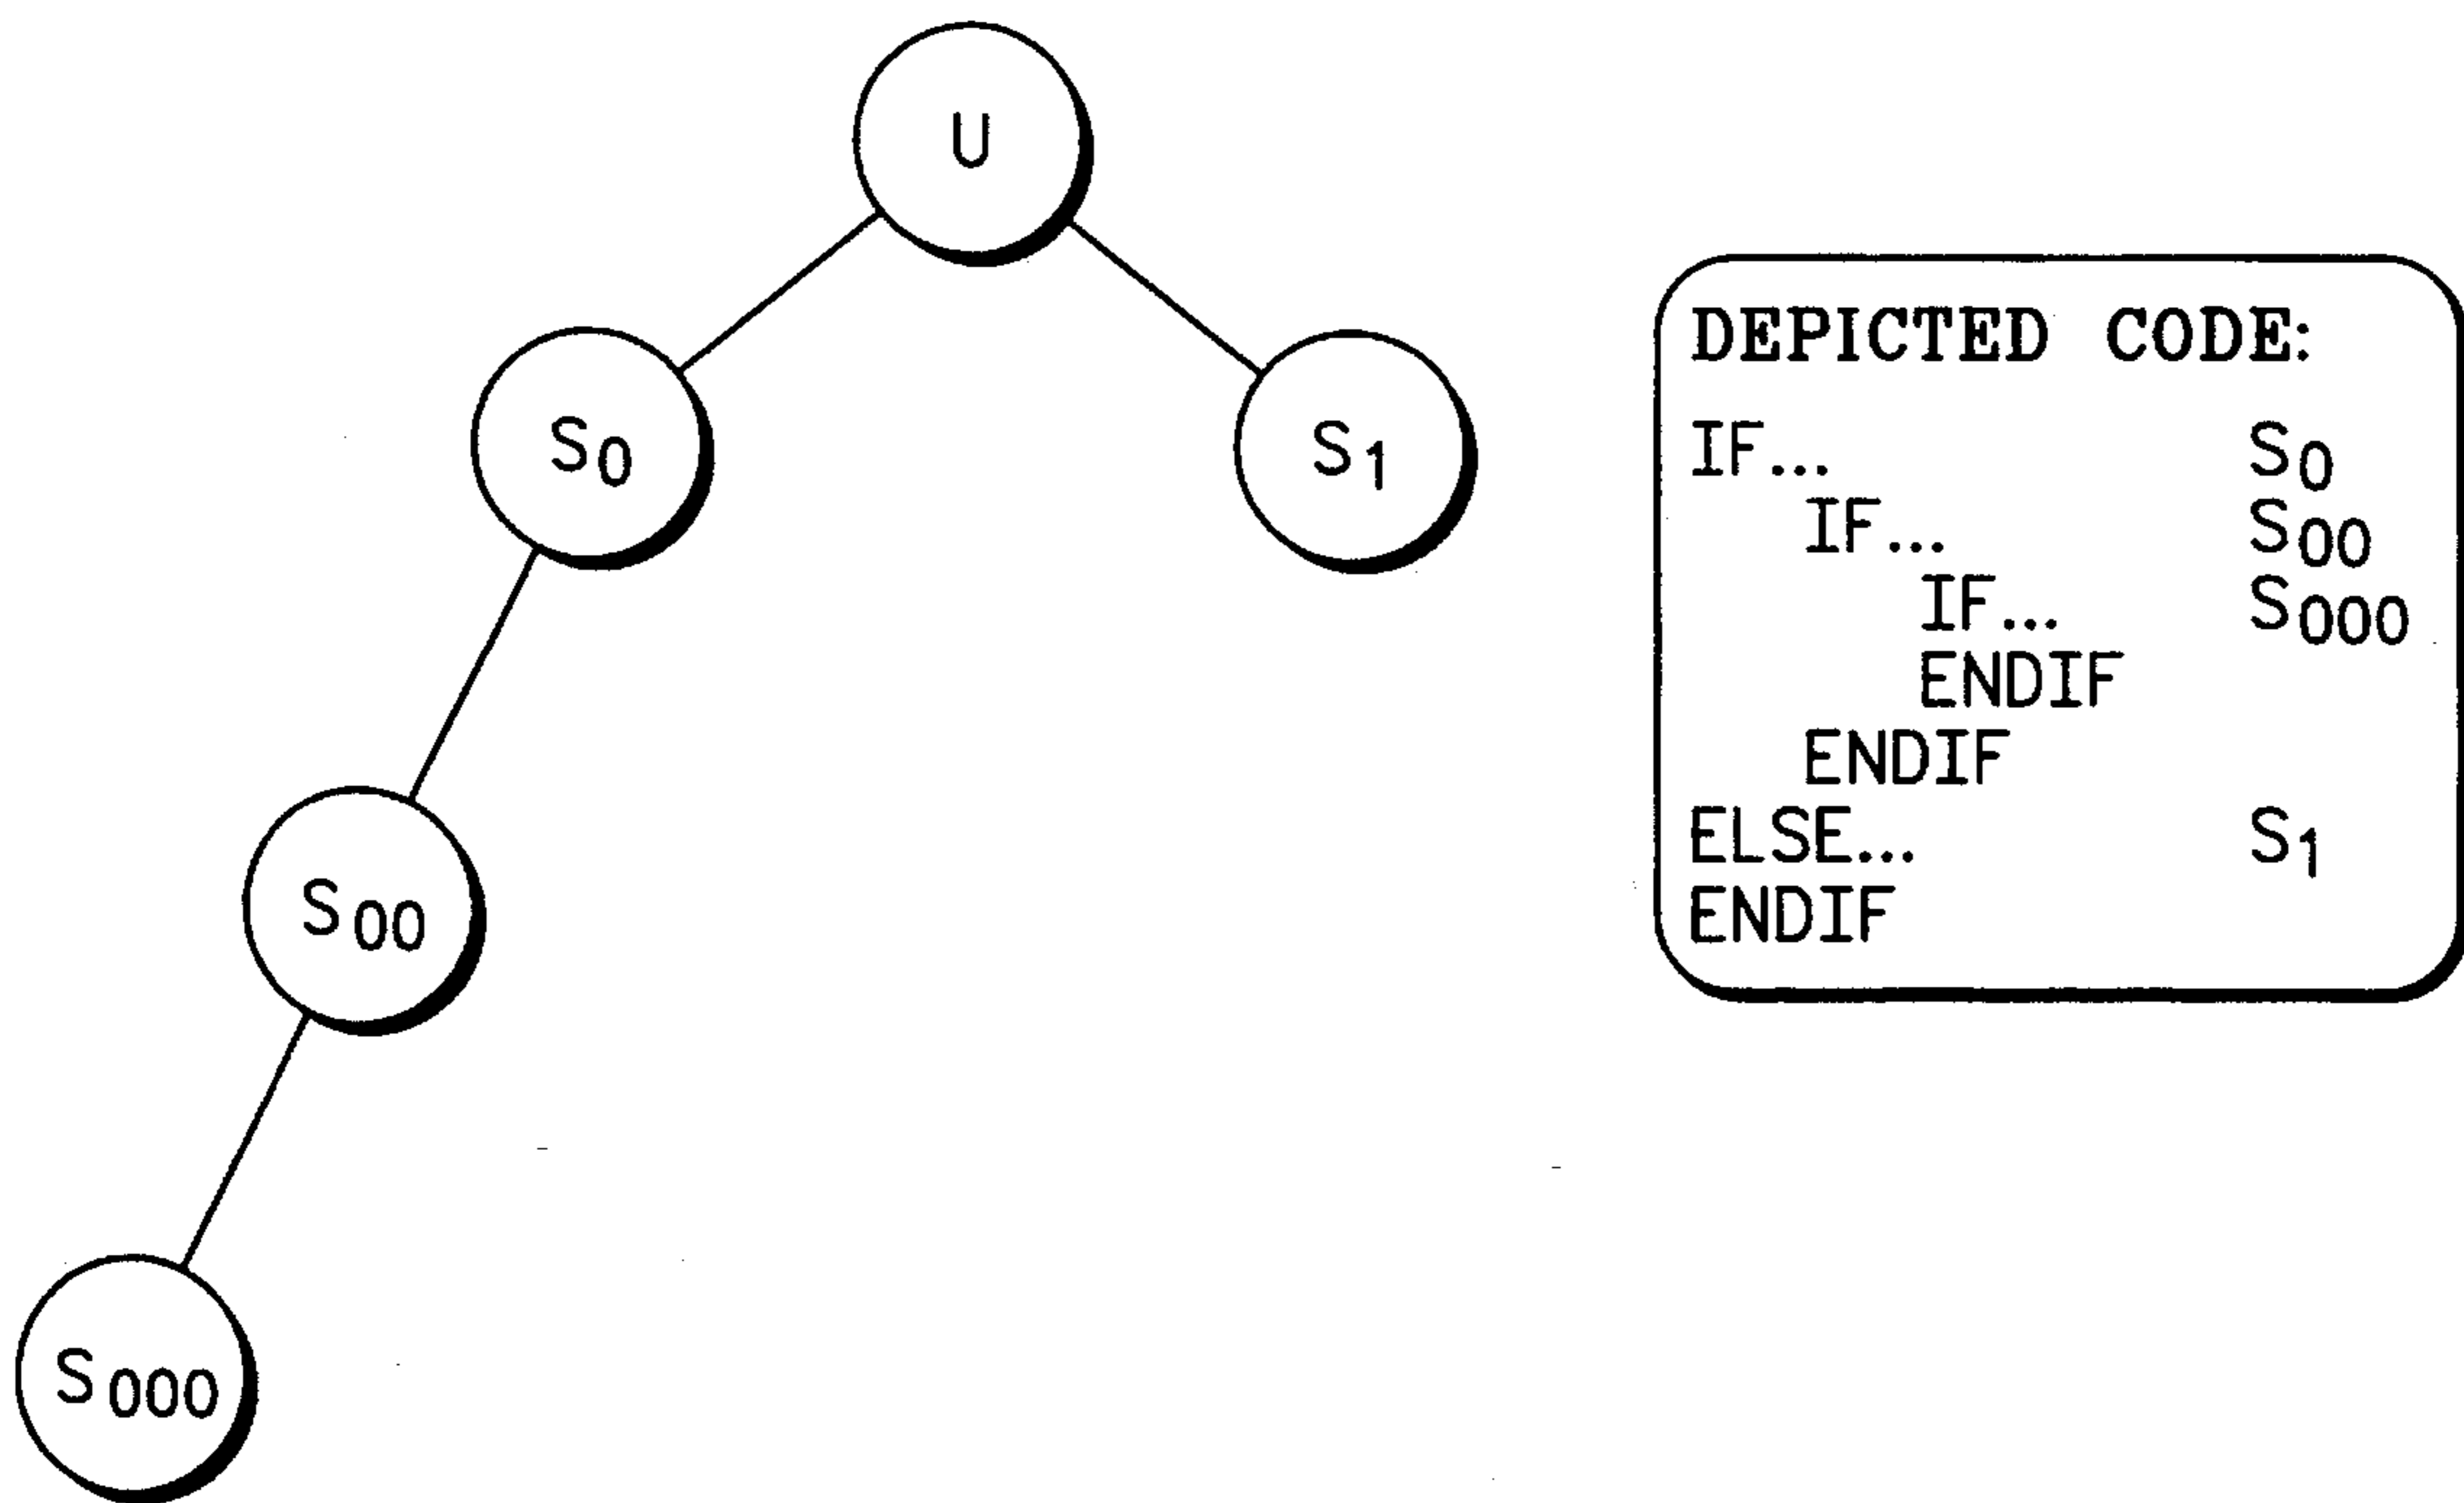 U
S0
S1
S00
S000
DEPICTED CODE:
IF... S0
IF... S00
IF... S000
ENDIF
ENDIF
ELSE... S1
ENDIF